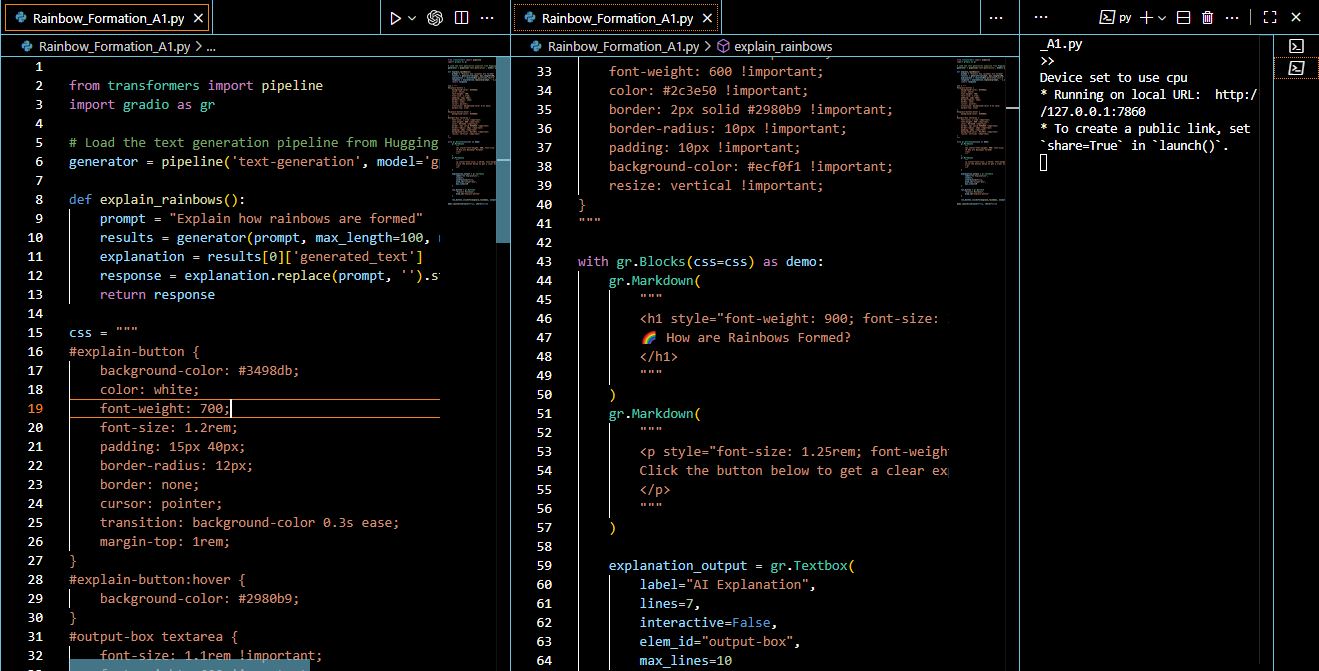 Rainbow_Formation_A1.py
Rainbow_Formation_A1.py > ...
1
2 from transformers import pipeline
3 import gradio as gr
4
5 # Load the text generation pipeline from Hugging
6 generator = pipeline('text-generation', model='g
7
8 def explain_rainbows():
9 prompt = "Explain how rainbows are formed"
10 results = generator(prompt, max_length=100,
11 explanation = results[0]['generated_text']
12 response = explanation.replace(prompt, '').s
13 return response
14
15 css = """
16 #explain-button {
17 background-color: #3498db;
18 color: white;
19 font-weight: 700;
20 font-size: 1.2rem;
21 padding: 15px 40px;
22 border-radius: 12px;
23 border: none;
24 cursor: pointer;
25 transition: background-color 0.3s ease;
26 margin-top: 1rem;
27 }
28 #explain-button:hover {
29 background-color: #2980b9;
30 }
31 #output-box textarea {
32 font-size: 1.1rem !important;
Rainbow_Formation_A1.py
Rainbow_Formation_A1.py > explain_rainbows
33 font-weight: 600 !important;
34 color: #2c3e50 !important;
35 border: 2px solid #2980b9 !important;
36 border-radius: 10px !important;
37 padding: 10px !important;
38 background-color: #ecf0f1 !important;
39 resize: vertical !important;
40 }
41 """
42
43 with gr.Blocks(css=css) as demo:
44 gr.Markdown(
45 """
46 <h1 style="font-weight: 900; font-size:
47 🌈 How are Rainbows Formed?
48 </h1>
49 """
50 )
51 gr.Markdown(
52 """
53 <p style="font-size: 1.25rem; font-weigh
54 Click the button below to get a clear ex
55 </p>
56 """
57 )
58
59 explanation_output = gr.Textbox(
60 label="AI Explanation",
61 lines=7,
62 interactive=False,
63 elem_id="output-box",
64 max_lines=10
py
_A1.py
>>
Device set to use cpu
* Running on local URL:  http:/
/127.0.0.1:7860
* To create a public link, set
`share=True` in `launch()`.